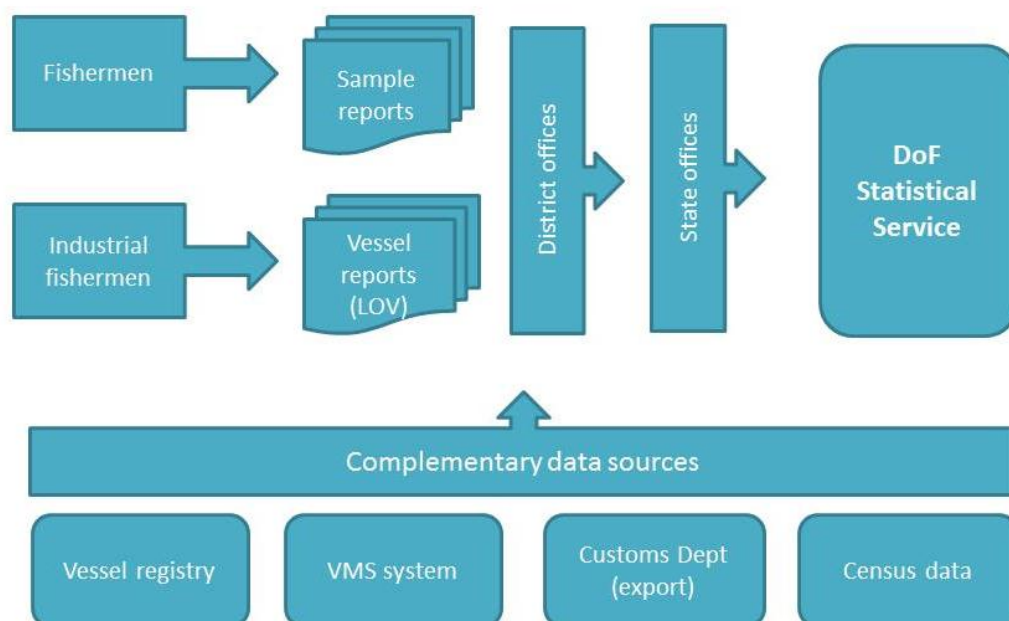 Fishermen
Sample
reports
Industrial
fishermen
Vessel
reports
(LOV)
District offices
State offices
DoF
Statistical
Service
Complementary data sources
Vessel registry
VMS system
Customs Dept
(export)
Census data